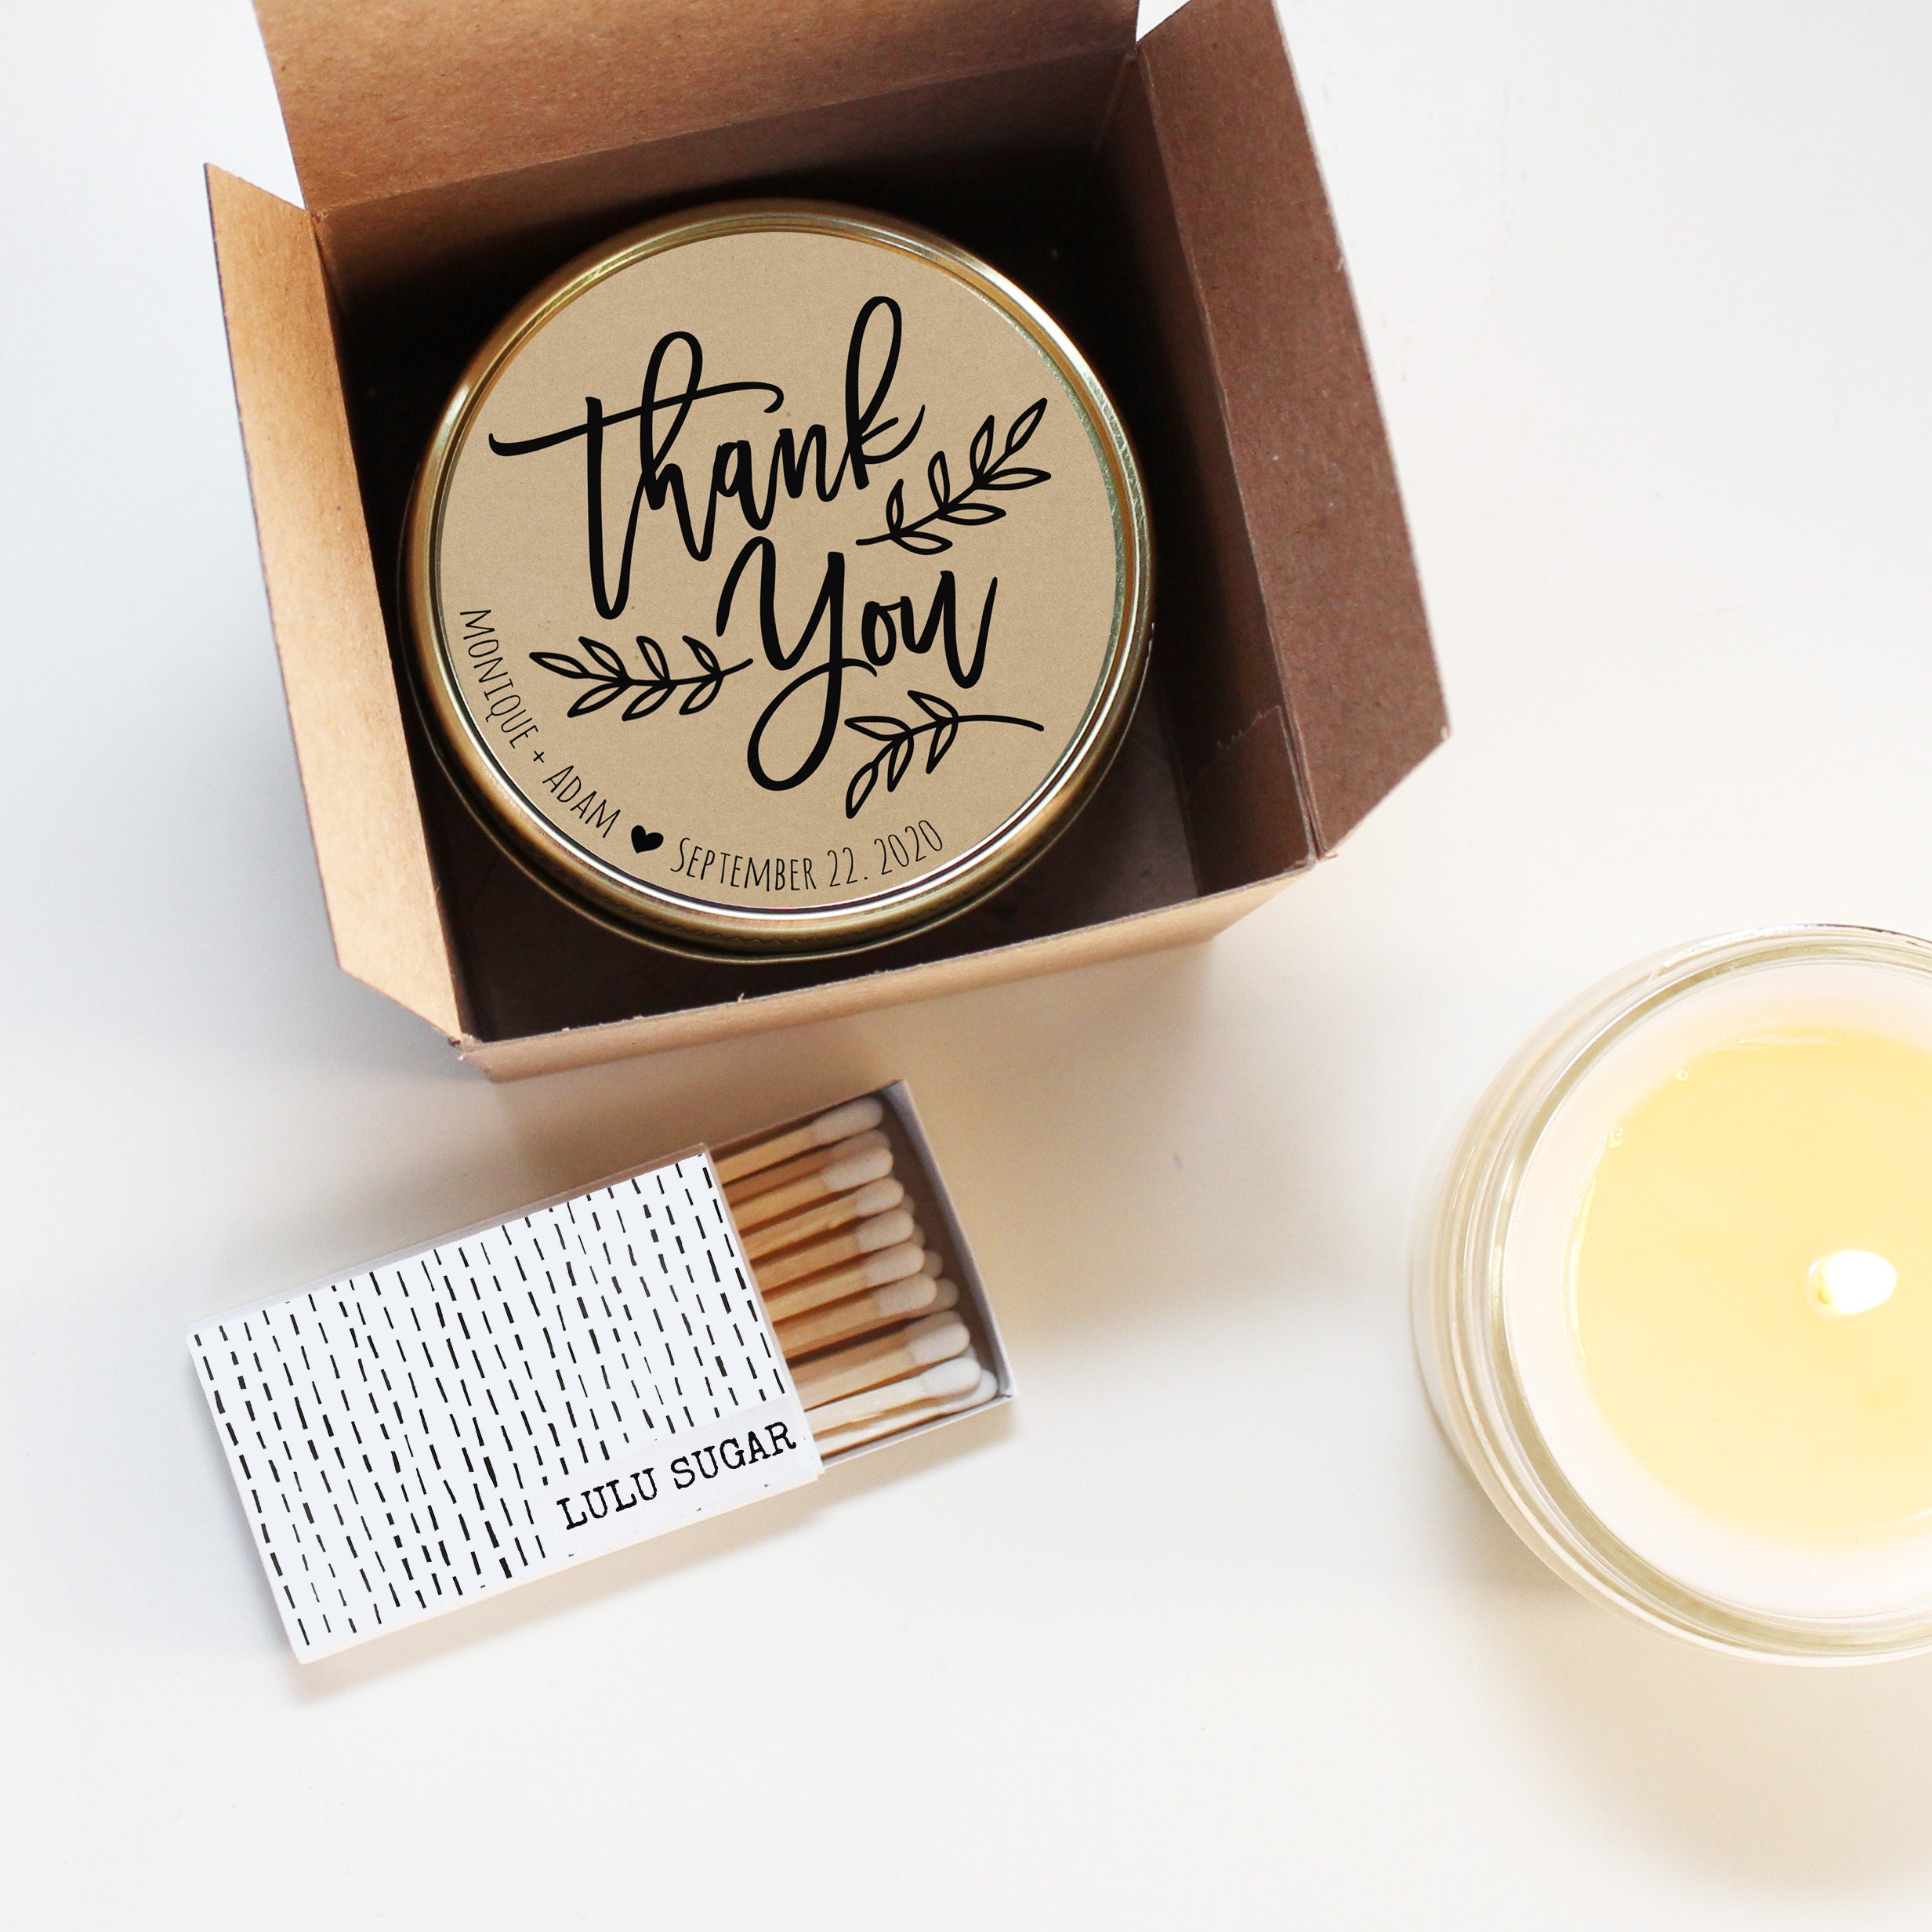 Thank
You
MONIQUE + ADAM ♥ SEPTEMBER 22. 2020
LULU SUGAR